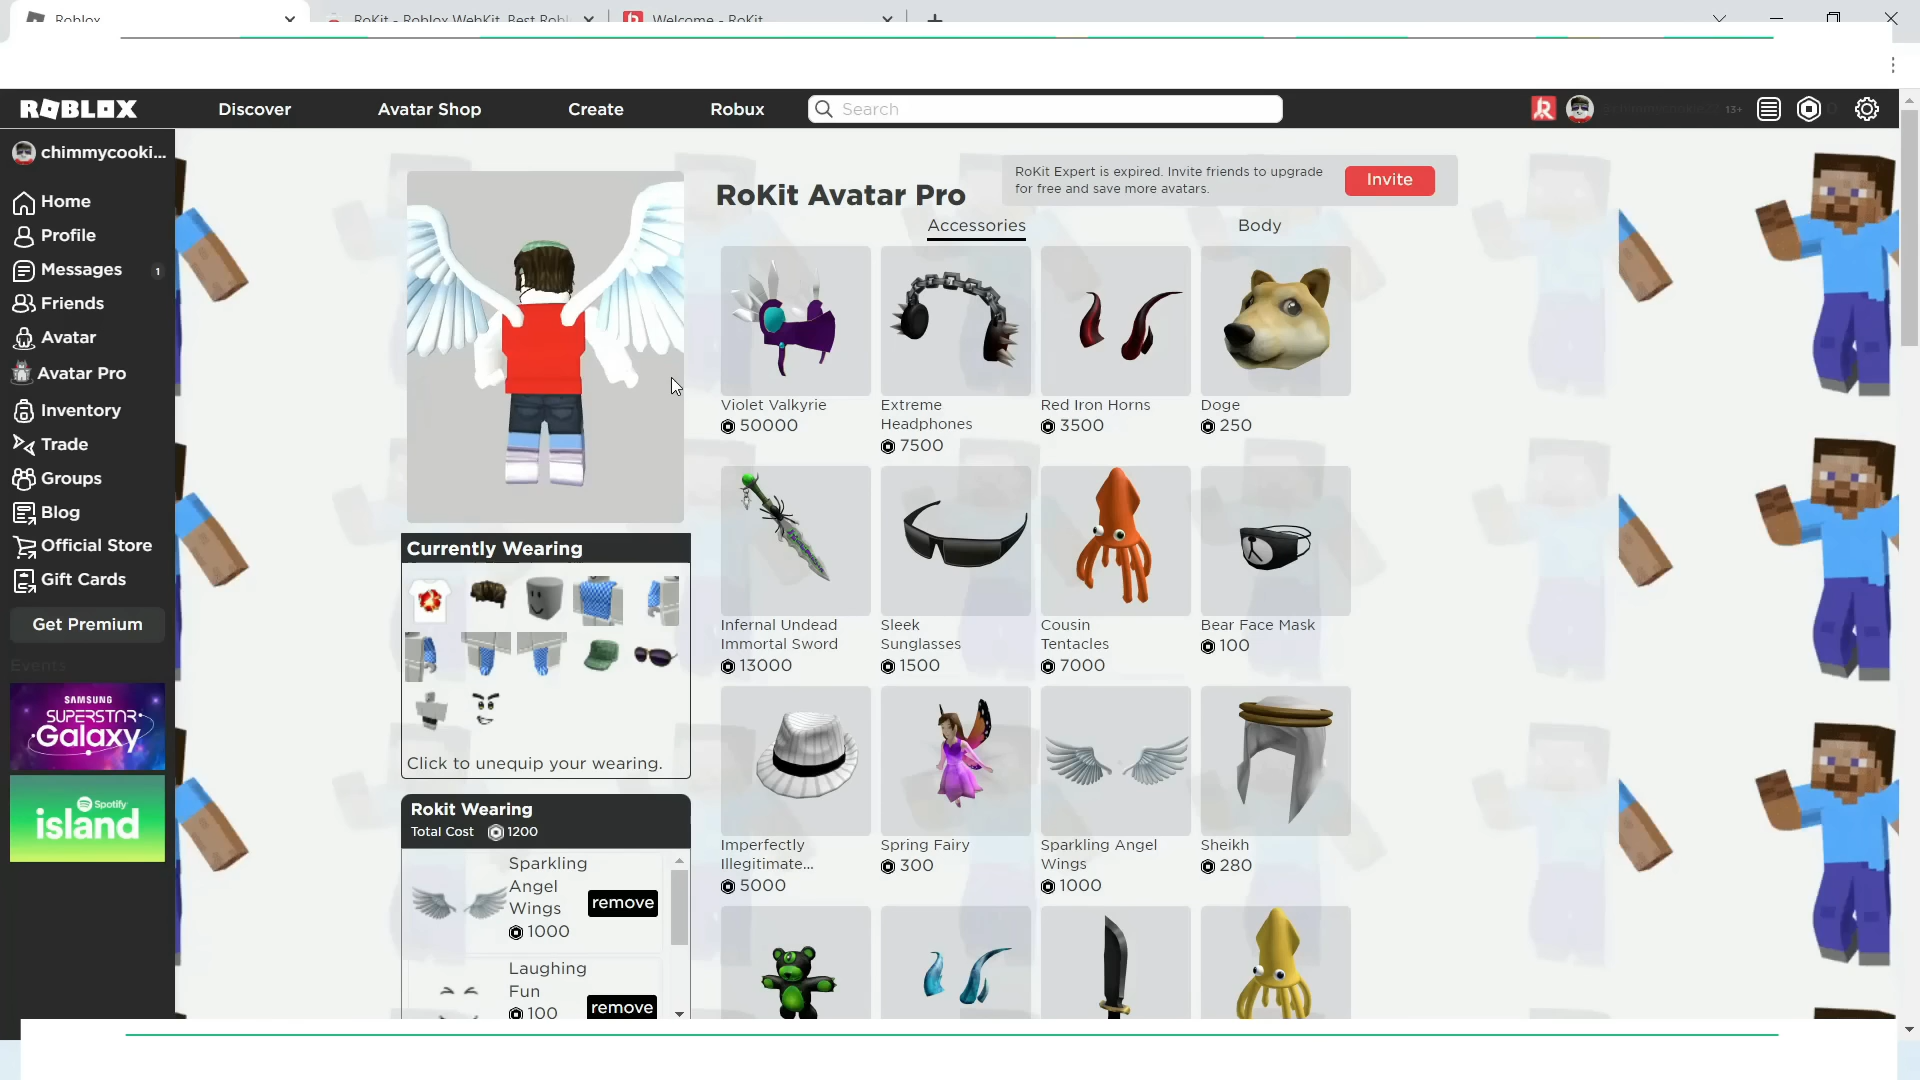 Roblox
RoKit - Roblox WebKit, Best Robl
Welcome - RoKit
ROBLOX
Discover
Avatar Shop
Create
Robux
Search
13+
0
chimmycooki...
Home
Profile
Messages 1
Friends
Avatar
Avatar Pro
Inventory
Trade
Groups
Blog
Official Store
Gift Cards
Get Premium
Events
SAMSUNG
SUPERSTAR
Galaxy
Spotify
island
RoKit Avatar Pro
RoKit Expert is expired. Invite friends to upgrade
for free and save more avatars.
Invite
Accessories
Body
Violet Valkyrie
50000
Extreme
Headphones
7500
Red Iron Horns
3500
Doge
250
Infernal Undead
Immortal Sword
13000
Sleek
Sunglasses
1500
Cousin
Tentacles
7000
Bear Face Mask
100
Imperfectly
Illegitimate...
5000
Spring Fairy
300
Sparkling Angel
Wings
1000
Sheikh
280
Currently Wearing
Click to unequip your wearing.
Rokit Wearing
Total Cost 1200
Sparkling
Angel
Wings
1000
remove
Laughing
Fun
100
remove